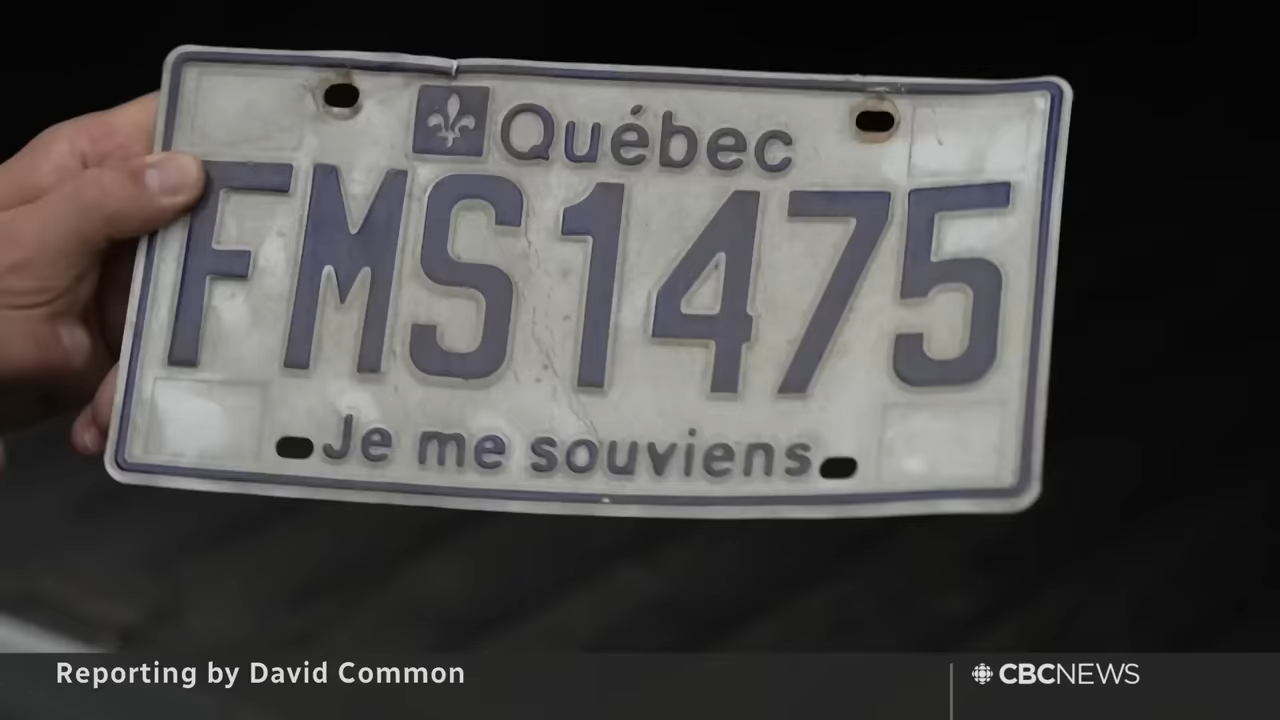 Québec
FMS1475
Je me souviens
Reporting by David Common
CBCNEWS